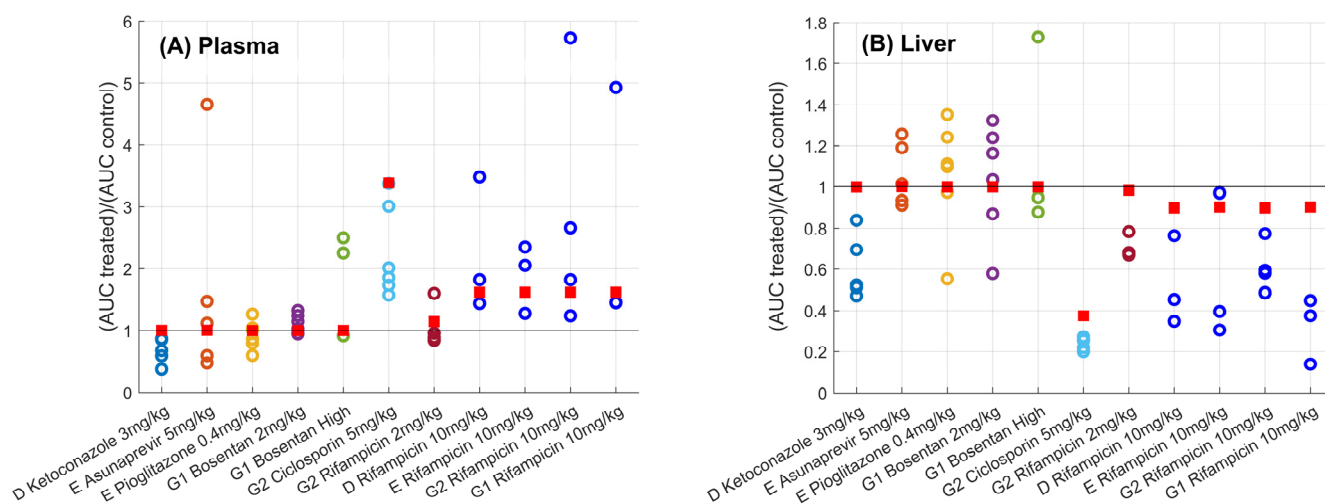 (A) Plasma
(AUC treated)/(AUC control)
6
5
4
3
2
1
0
D Ketoconazole 3mg/kg
E Asunaprevir 5mg/kg
E Pioglitazone 0.4mg/kg
G1 Bosentan 2mg/kg
G1 Bosentan High
G2 Ciclosporin 5mg/kg
G2 Rifampicin 2mg/kg
D Rifampicin 10mg/kg
E Rifampicin 10mg/kg
G2 Rifampicin 10mg/kg
G1 Rifampicin 10mg/kg
(B) Liver
(AUC treated)/(AUC control)
1.8
1.6
1.4
1.2
1
0.8
0.6
0.4
0.2
0
D Ketoconazole 3mg/kg
E Asunaprevir 5mg/kg
E Pioglitazone 0.4mg/kg
G1 Bosentan 2mg/kg
G1 Bosentan High
G2 Ciclosporin 5mg/kg
G2 Rifampicin 2mg/kg
D Rifampicin 10mg/kg
E Rifampicin 10mg/kg
G2 Rifampicin 10mg/kg
G1 Rifampicin 10mg/kg